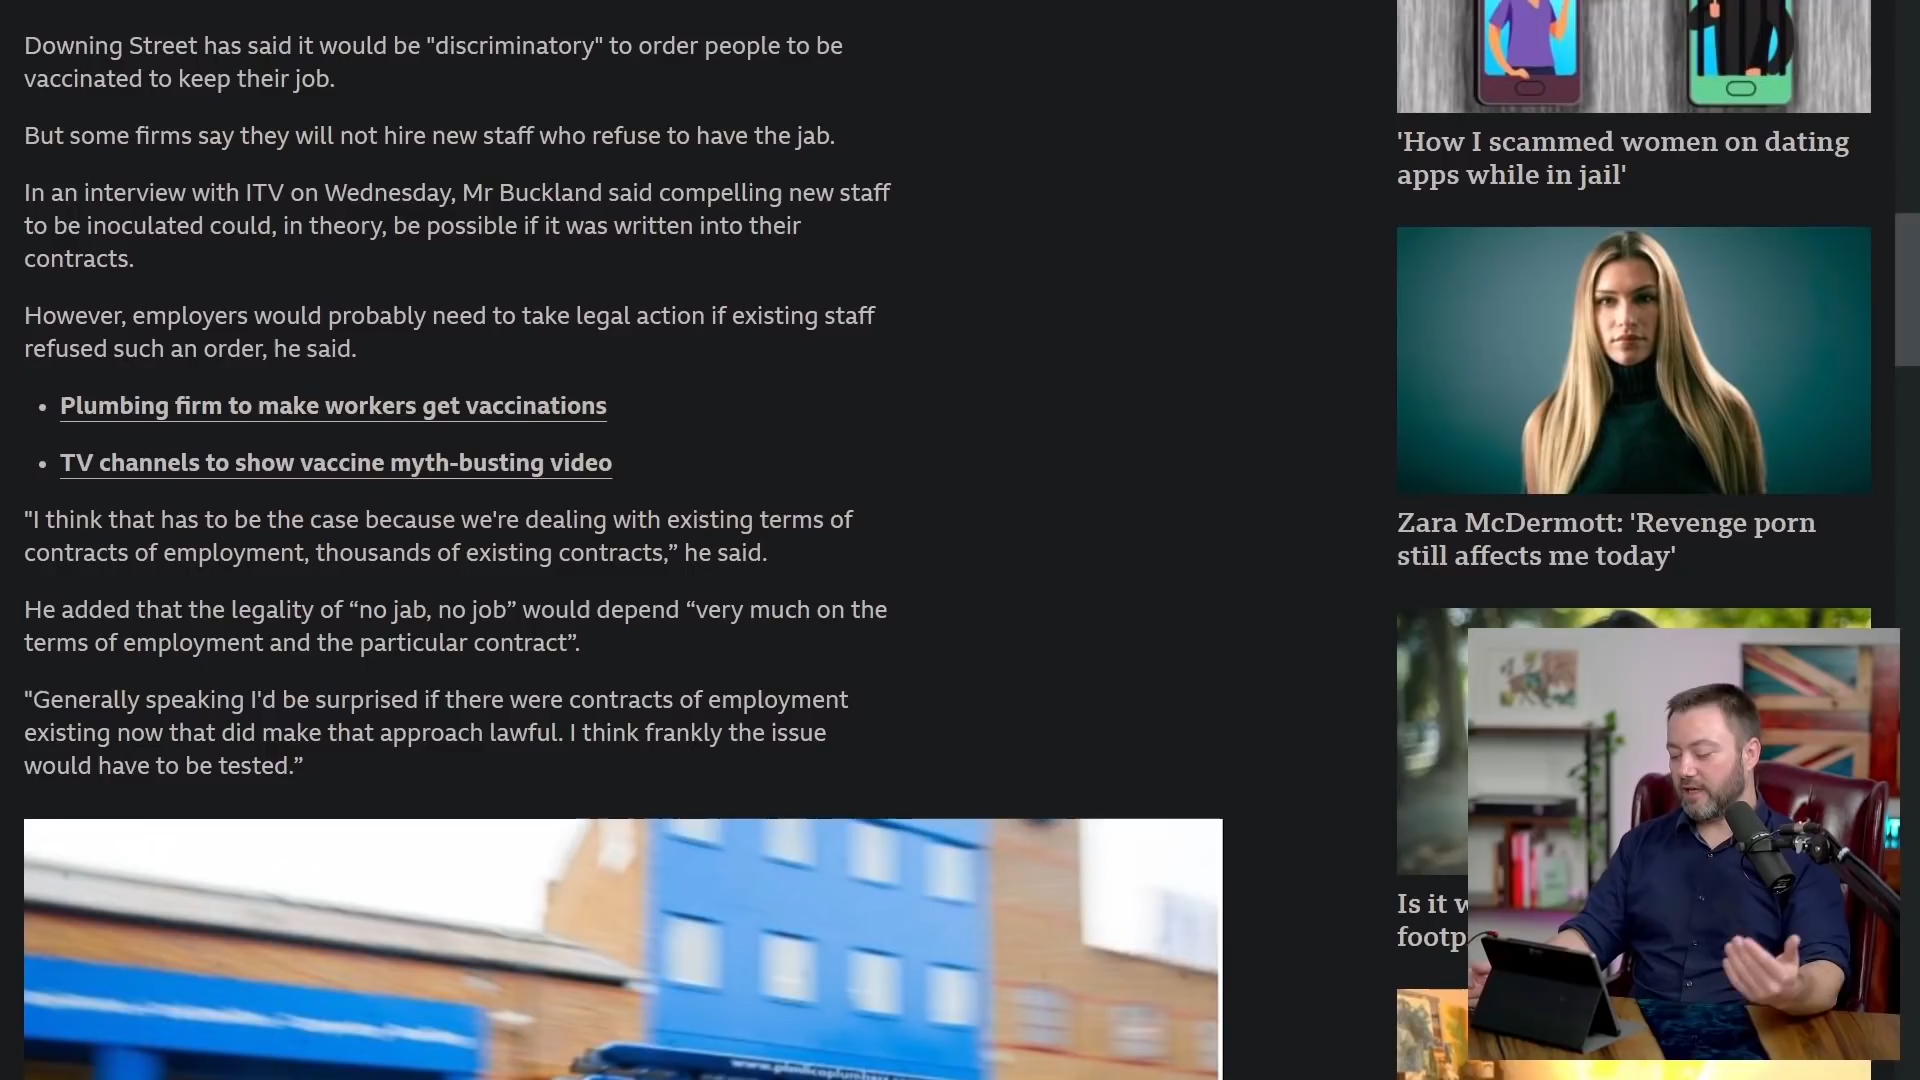 Downing Street has said it would be "discriminatory" to order people to be
vaccinated to keep their job.
But some firms say they will not hire new staff who refuse to have the jab.
In an interview with ITV on Wednesday, Mr Buckland said compelling new staff
to be inoculated could, in theory, be possible if it was written into their
contracts.
However, employers would probably need to take legal action if existing staff
refused such an order, he said.
• Plumbing firm to make workers get vaccinations
• TV channels to show vaccine myth-busting video
"I think that has to be the case because we're dealing with existing terms of
contracts of employment, thousands of existing contracts,” he said.
He added that the legality of “no jab, no job” would depend “very much on the
terms of employment and the particular contract”.
"Generally speaking I'd be surprised if there were contracts of employment
existing now that did make that approach lawful. I think frankly the issue
would have to be tested.”
'How I scammed women on dating
apps while in jail'
Zara McDermott: 'Revenge porn
still affects me today'
Is it